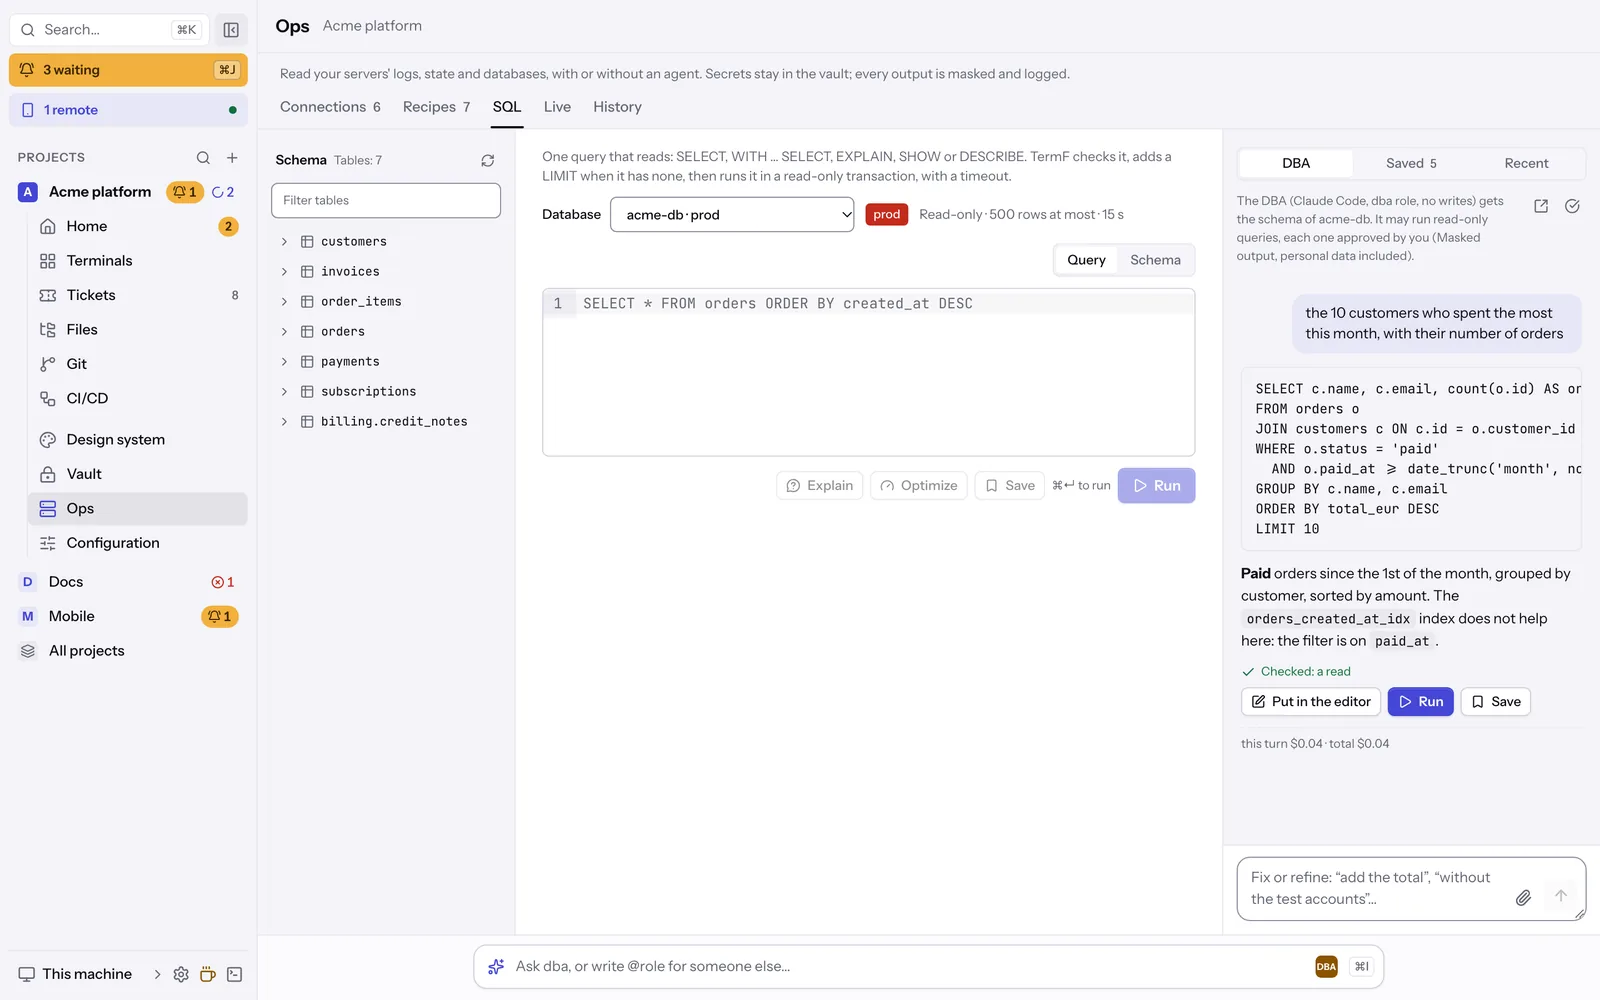 Search...
⌘K
3 waiting
⌘J
1 remote
PROJECTS
A
Acme platform
1
2
Home
2
Terminals
Tickets
8
Files
Git
CI/CD
Design system
Vault
Ops
Configuration
D
Docs
1
M
Mobile
1
All projects
This machine
Ops
Acme platform
Read your servers' logs, state and databases, with or without an agent. Secrets stay in the vault; every output is masked and logged.
Connections 6
Recipes 7
SQL
Live
History
Schema
Tables: 7
Filter tables
customers
invoices
order_items
orders
payments
subscriptions
billing.credit_notes
One query that reads: SELECT, WITH ... SELECT, EXPLAIN, SHOW or DESCRIBE. TermF checks it, adds a
LIMIT when it has none, then runs it in a read-only transaction, with a timeout.
Database
acme-db · prod
prod
Read-only · 500 rows at most · 15 s
Query
Schema
1
SELECT * FROM orders ORDER BY created_at DESC
Explain
Optimize
Save
⌘↵ to run
Run
DBA
Saved 5
Recent
The DBA (Claude Code, dba role, no writes) gets
the schema of acme-db. It may run read-only
queries, each one approved by you (Masked
output, personal data included).
the 10 customers who spent the most
this month, with their number of orders
SELECT c.name, c.email, count(o.id) AS or
FROM orders o
JOIN customers c ON c.id = o.customer_id
WHERE o.status = 'paid'
AND o.paid_at >= date_trunc('month', no
GROUP BY c.name, c.email
ORDER BY total_eur DESC
LIMIT 10
Paid orders since the 1st of the month, grouped by
customer, sorted by amount. The
orders_created_at_idx index does not help
here: the filter is on paid_at.
Checked: a read
Put in the editor
Run
Save
this turn $0.04 · total $0.04
Fix or refine: “add the total”, “without
the test accounts”...
Ask dba, or write @role for someone else...
DBA
⌘I